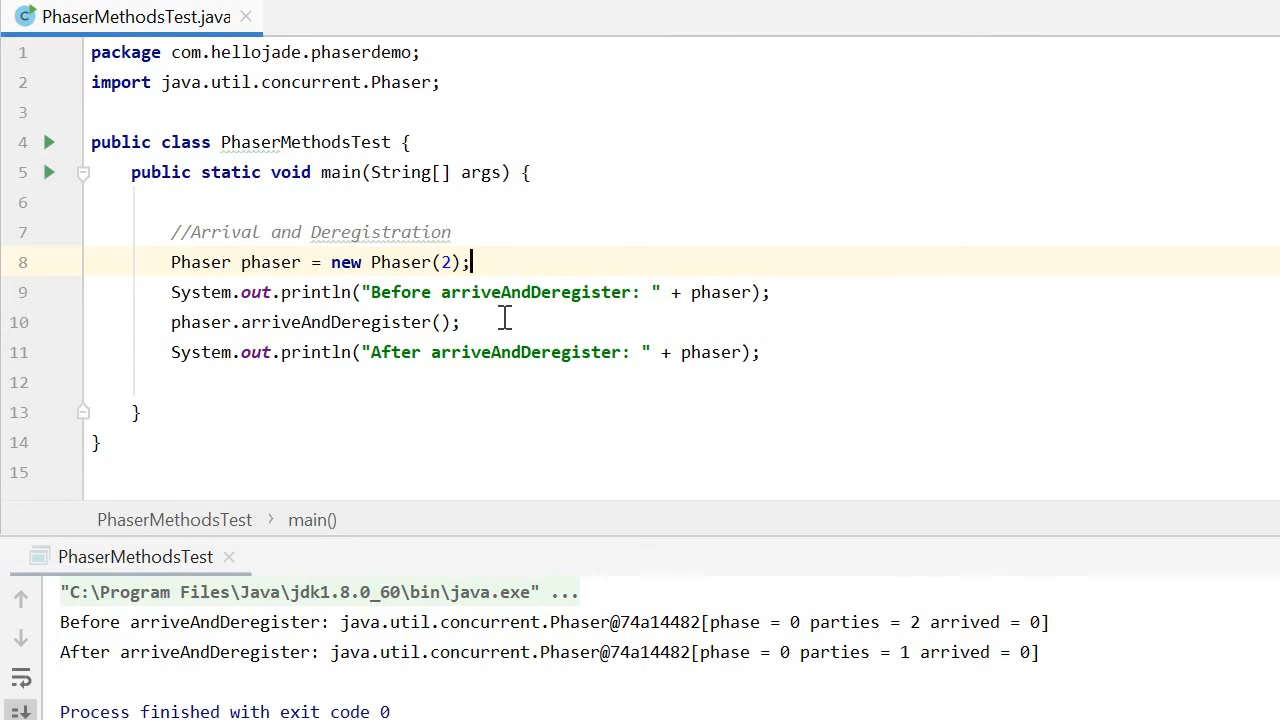 PhaserMethodsTest.java
1 package com.hellojade.phaserdemo;
2 import java.util.concurrent.Phaser;
3
4 public class PhaserMethodsTest {
5 public static void main(String[] args) {
6
7 //Arrival and Deregistration
8 Phaser phaser = new Phaser(2);
9 System.out.println("Before arriveAndDeregister: " + phaser);
10 phaser.arriveAndDeregister();
11 System.out.println("After arriveAndDeregister: " + phaser);
12
13 }
14 }
15
PhaserMethodsTest > main()
PhaserMethodsTest
"C:\Program Files\Java\jdk1.8.0_60\bin\java.exe" ...
Before arriveAndDeregister: java.util.concurrent.Phaser@74a14482[phase = 0 parties = 2 arrived = 0]
After arriveAndDeregister: java.util.concurrent.Phaser@74a14482[phase = 0 parties = 1 arrived = 0]
Process finished with exit code 0